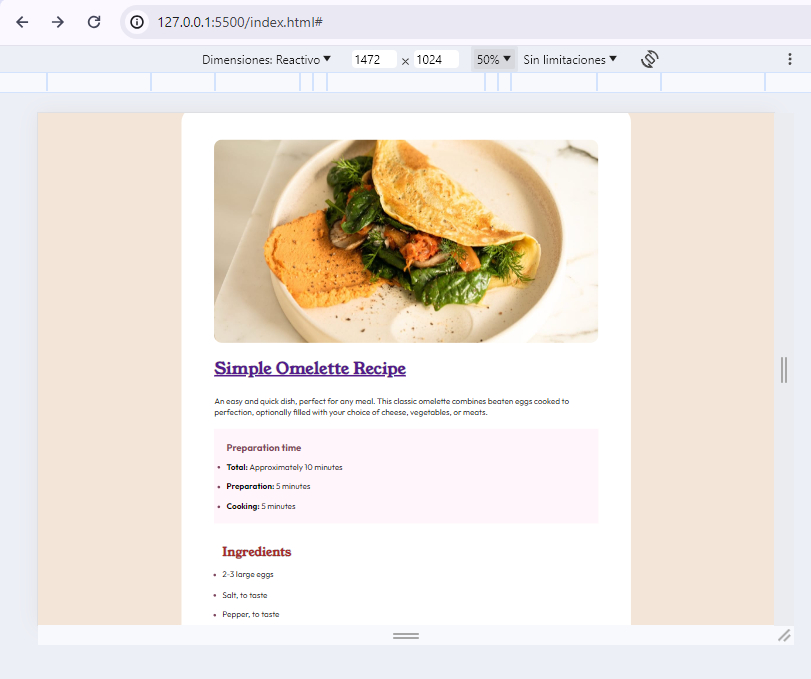 127.0.0.1:5500/index.html#
Dimensiones: Reactivo 1472 × 1024 50% Sin limitaciones
Simple Omelette Recipe
An easy and quick dish, perfect for any meal. This classic omelette combines beaten eggs cooked to
perfection, optionally filled with your choice of cheese, vegetables, or meats.
Preparation time
• Total: Approximately 10 minutes
• Preparation: 5 minutes
• Cooking: 5 minutes
Ingredients
• 2-3 large eggs
• Salt, to taste
• Pepper, to taste